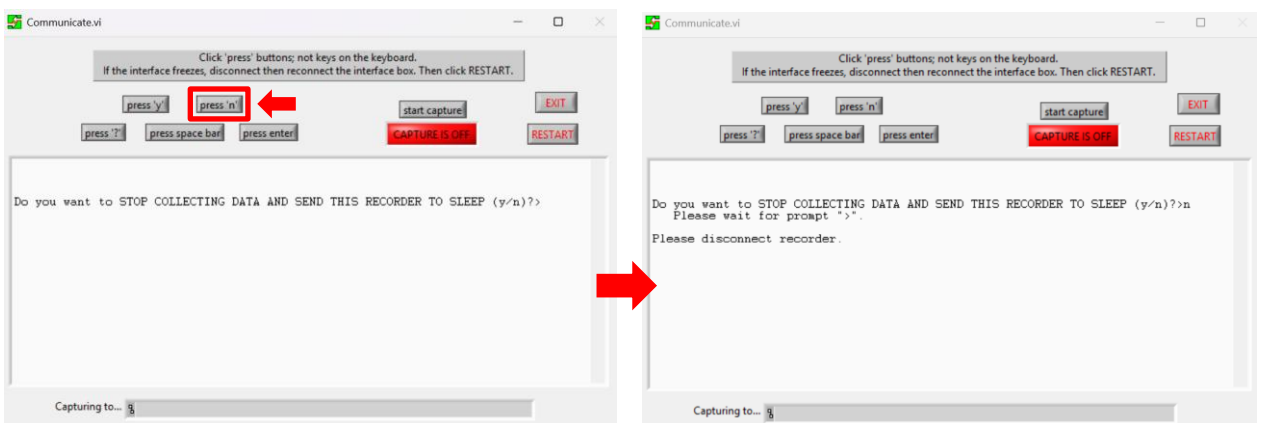 Communicate.vi
Click 'press' buttons; not keys on the keyboard.
If the interface freezes, disconnect then reconnect the interface box. Then click RESTART.
press 'y'
press 'n'
start capture
EXIT
press '?'
press space bar
press enter
CAPTURE IS OFF
RESTART
Do you want to STOP COLLECTING DATA AND SEND THIS RECORDER TO SLEEP (y/n)?>
Capturing to... %
Communicate.vi
Click 'press' buttons; not keys on the keyboard.
If the interface freezes, disconnect then reconnect the interface box. Then click RESTART.
press 'y'
press 'n'
start capture
EXIT
press '?'
press space bar
press enter
CAPTURE IS OFF
RESTART
Do you want to STOP COLLECTING DATA AND SEND THIS RECORDER TO SLEEP (y/n)?>n
Please wait for prompt ">".
Please disconnect recorder.
Capturing to... %